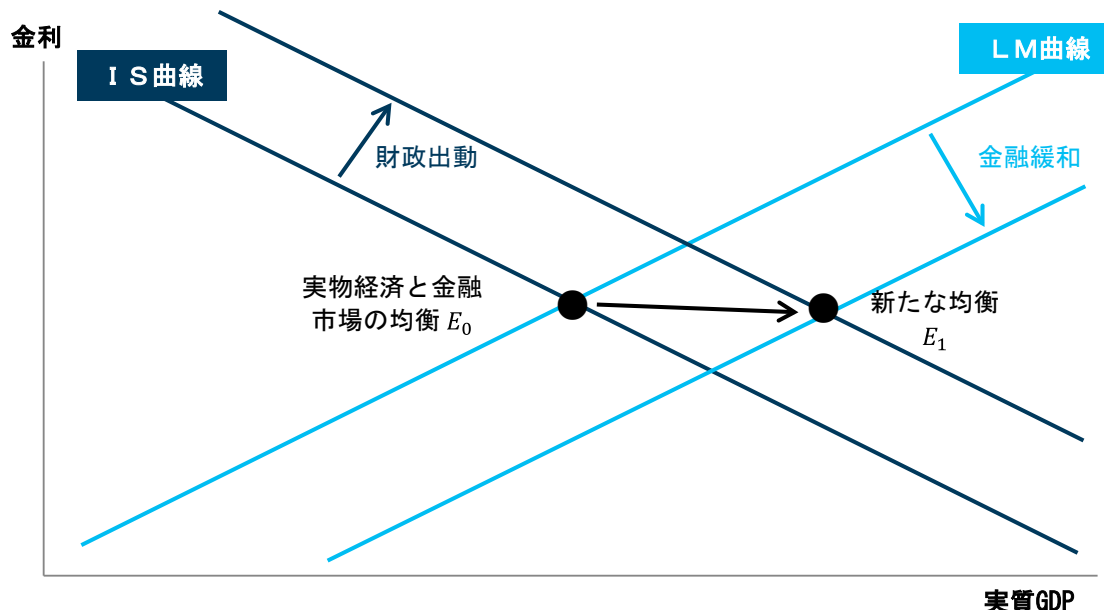 金利
ＩＳ曲線
ＬＭ曲線
財政出動
金融緩和
実物経済と金融
市場の均衡 E₀
新たな均衡
E₁
実質GDP